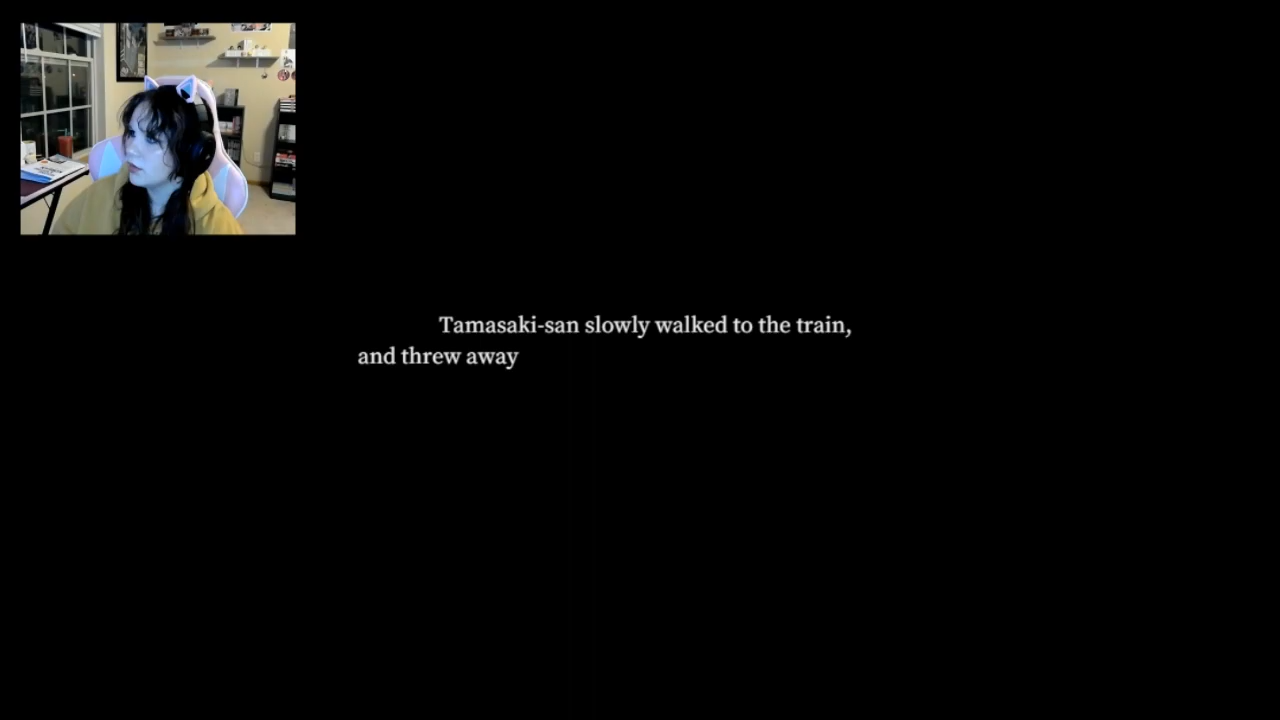 Tamasaki-san slowly walked to the train,
and threw away